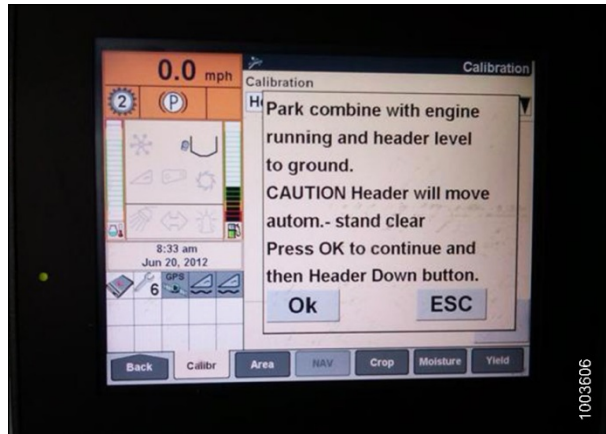 0.0 mph
Calibration
2
(P)
Calibration
He
Park combine with engine
running and header level
to ground.
CAUTION Header will move
autom.- stand clear
Press OK to continue and
then Header Down button.
Ok
ESC
8:33 am
Jun 20, 2012
6
GPS
Back
Calibr
Area
NAV
Crop
Moisture
Yield
1003606